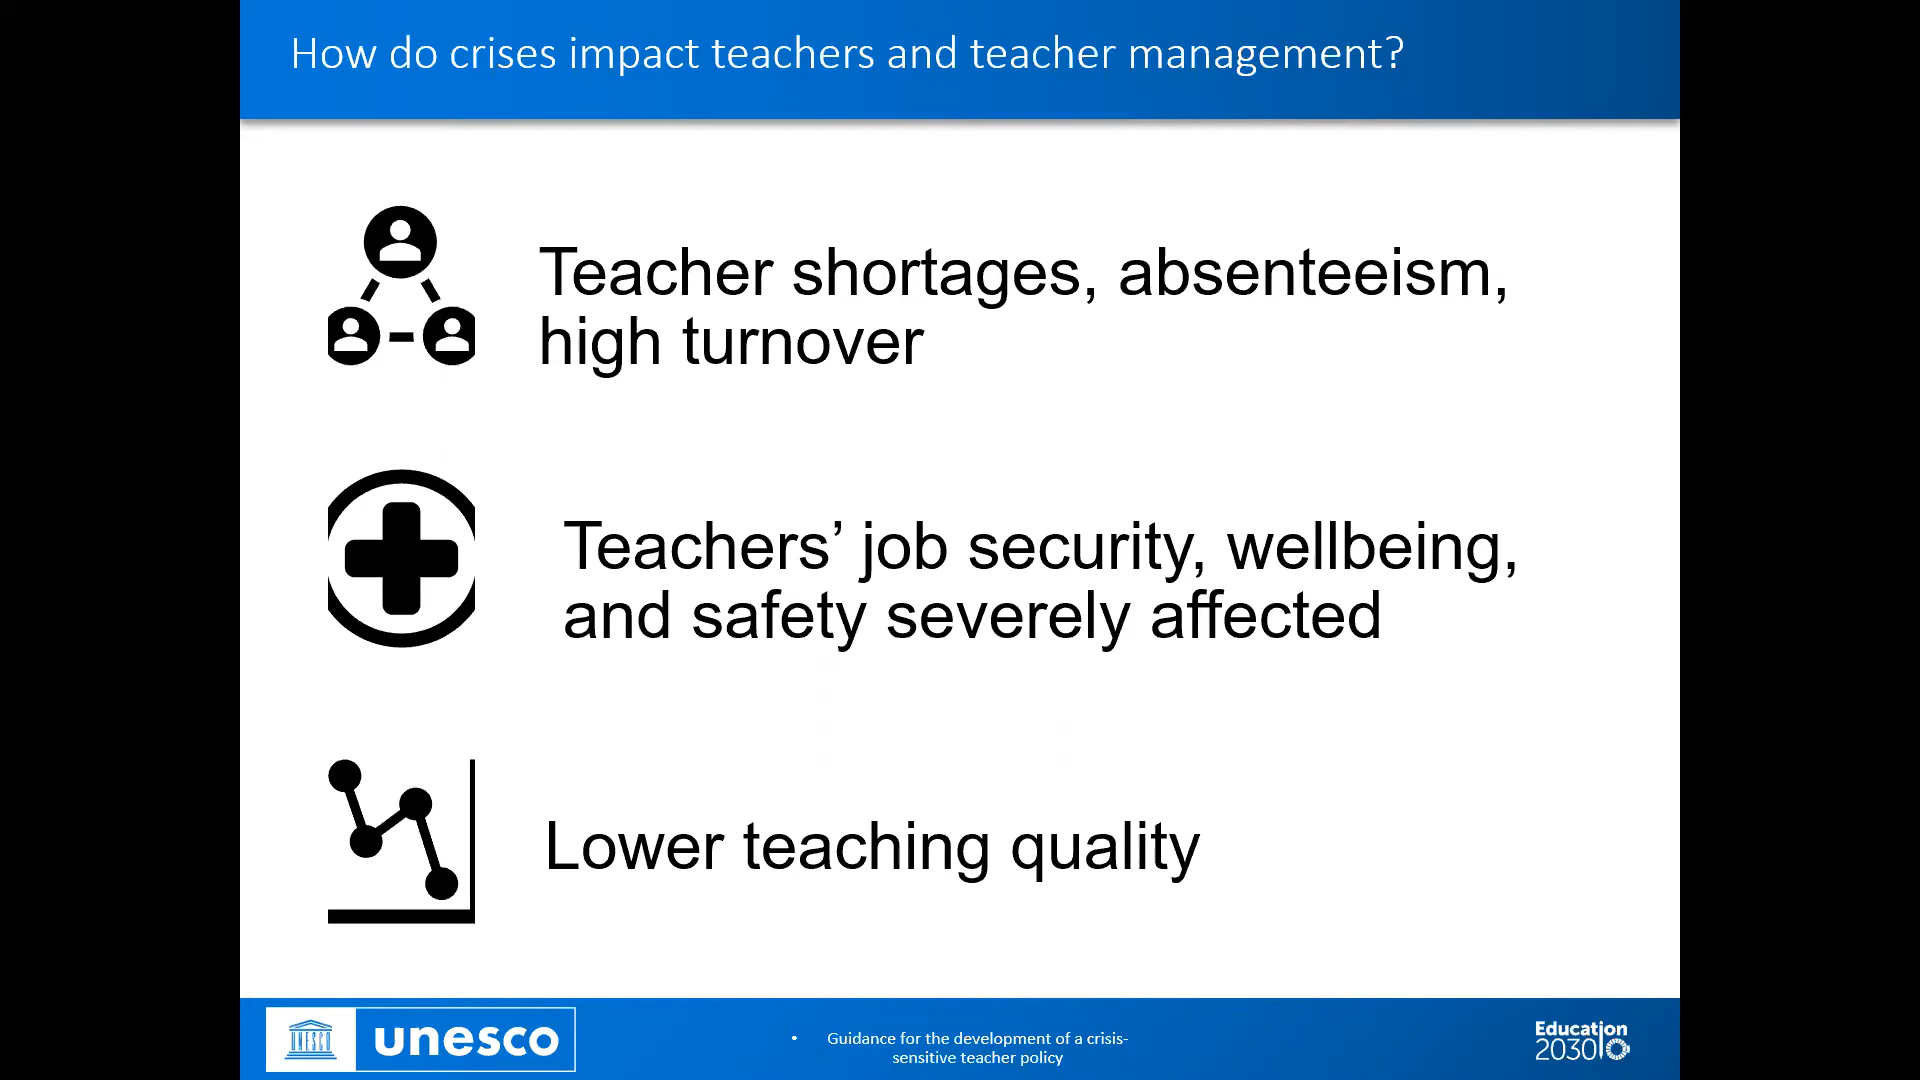 How do crises impact teachers and teacher management?
Teacher shortages, absenteeism,
high turnover
Teachers’ job security, wellbeing,
and safety severely affected
Lower teaching quality
UNESCO
unesco
• Guidance for the development of a crisis-
sensitive teacher policy
Education
2030